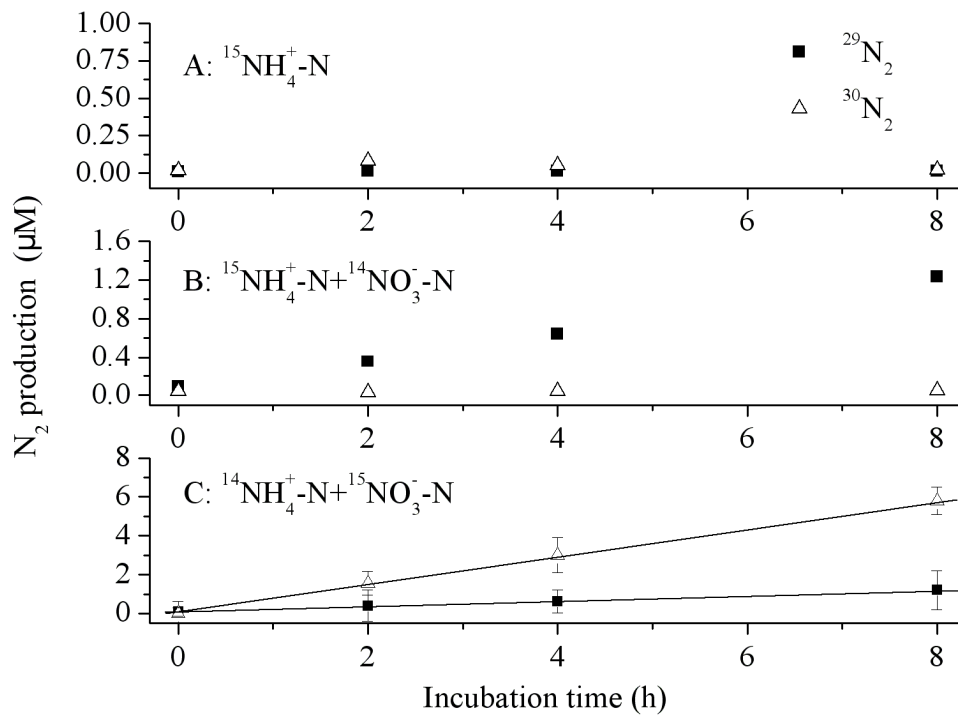 N₂ production (μM)
1.00
0.75
0.50
0.25
0.00
A: ¹⁵NH₄⁺-N
²⁹N₂
³⁰N₂
0 2 4 6 8
1.6
1.2
0.8
0.4
0.0
B: ¹⁵NH₄⁺-N+¹⁴NO₃⁻-N
0 2 4 6 8
8
6
4
2
0
C: ¹⁴NH₄⁺-N+¹⁵NO₃⁻-N
0 2 4 6 8
Incubation time (h)